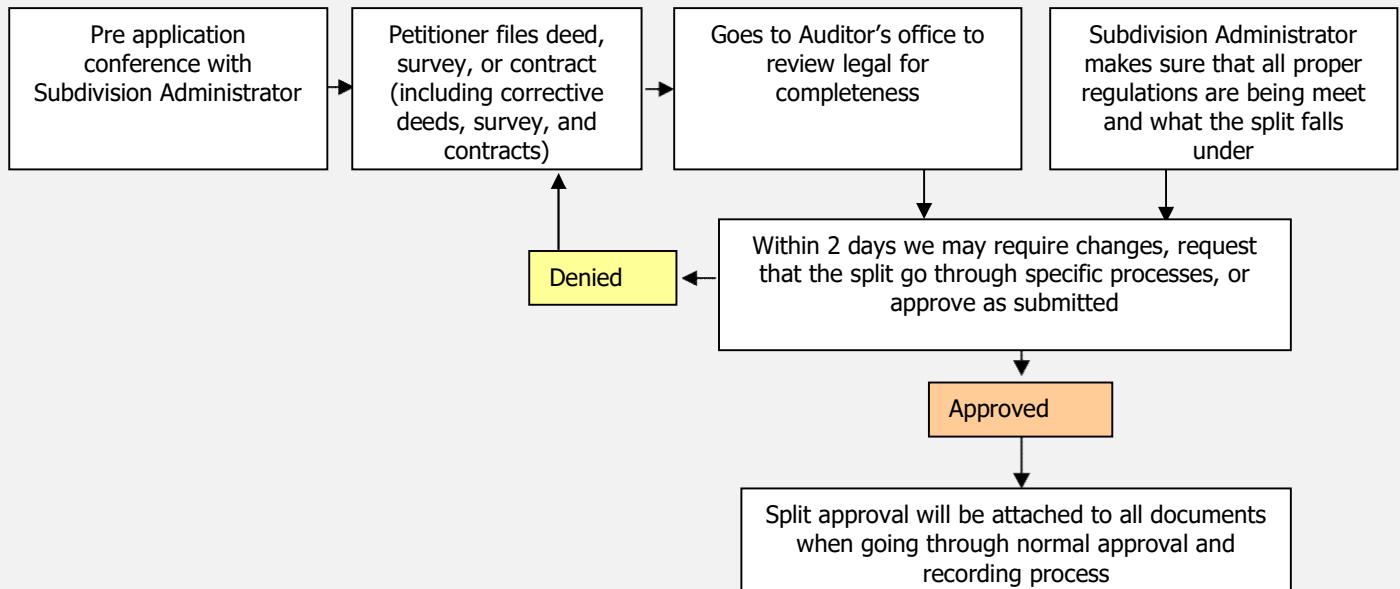 Pre application
conference with
Subdivision Administrator
Petitioner files deed,
survey, or contract
(including corrective
deeds, survey, and
contracts)
Goes to Auditor’s office to
review legal for
completeness
Subdivision Administrator
makes sure that all proper
regulations are being meet
and what the split falls
under
Within 2 days we may require changes, request
that the split go through specific processes, or
approve as submitted
Denied
Approved
Split approval will be attached to all documents
when going through normal approval and
recording process